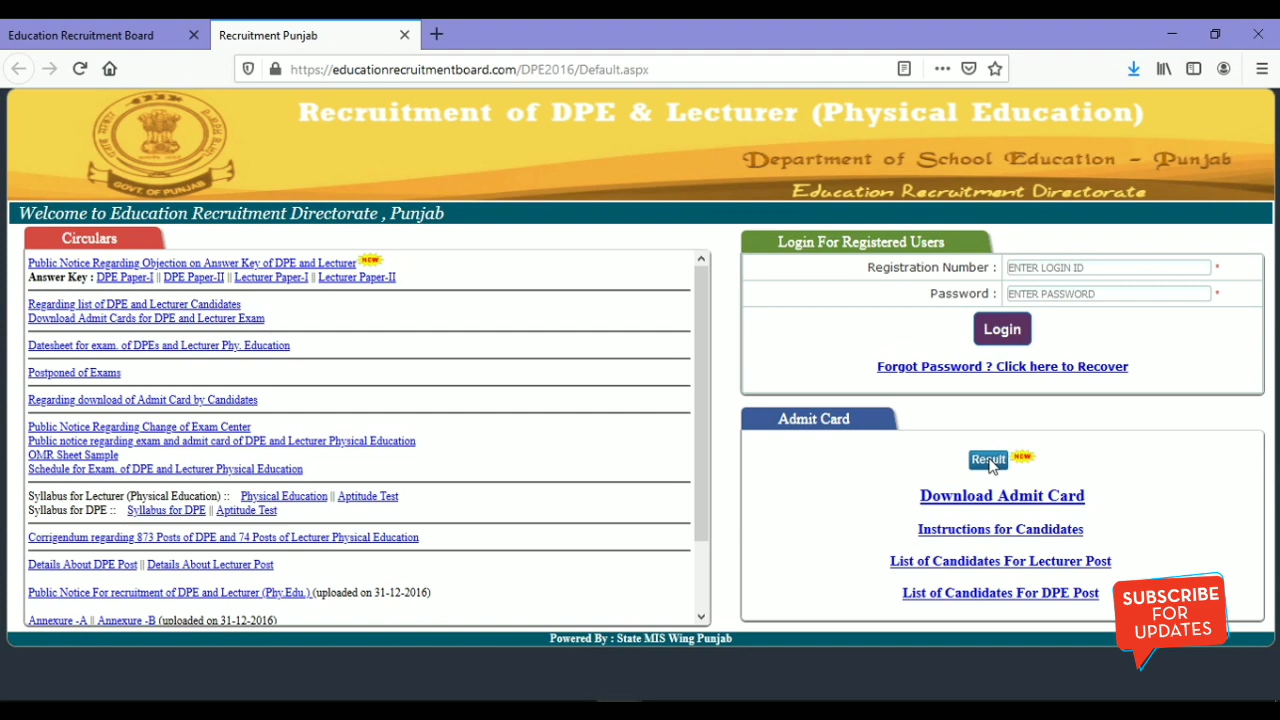 Education Recruitment Board
Recruitment Punjab
https://educationrecruitmentboard.com/DPE2016/Default.aspx
GOVT. OF PUNJAB
Recruitment of DPE & Lecturer (Physical Education)
Department of School Education - Punjab
Education Recruitment Directorate
Welcome to Education Recruitment Directorate , Punjab
Circulars
Public Notice Regarding Objection on Answer Key of DPE and Lecturer NEW
Answer Key : DPE Paper-I || DPE Paper-II || Lecturer Paper-I || Lecturer Paper-II
Regarding list of DPE and Lecturer Candidates
Download Admit Cards for DPE and Lecturer Exam
Datesheet for exam. of DPEs and Lecturer Phy. Education
Postponed of Exams
Regarding download of Admit Card by Candidates
Public Notice Regarding Change of Exam Center
Public notice regarding exam and admit card of DPE and Lecturer Physical Education
OMR Sheet Sample
Schedule for Exam. of DPE and Lecturer Physical Education
Syllabus for Lecturer (Physical Education) :: Physical Education || Aptitude Test
Syllabus for DPE :: Syllabus for DPE || Aptitude Test
Corrigendum regarding 873 Posts of DPE and 74 Posts of Lecturer Physical Education
Details About DPE Post || Details About Lecturer Post
Public Notice For recruitment of DPE and Lecturer (Phy.Edu.) (uploaded on 31-12-2016)
Annexure -A || Annexure -B (uploaded on 31-12-2016)
Login For Registered Users
Registration Number : ENTER LOGIN ID *
Password : ENTER PASSWORD *
Login
Forgot Password ? Click here to Recover
Admit Card
Result NEW
Download Admit Card
Instructions for Candidates
List of Candidates For Lecturer Post
List of Candidates For DPE Post
SUBSCRIBE
FOR
UPDATES
Powered By : State MIS Wing Punjab